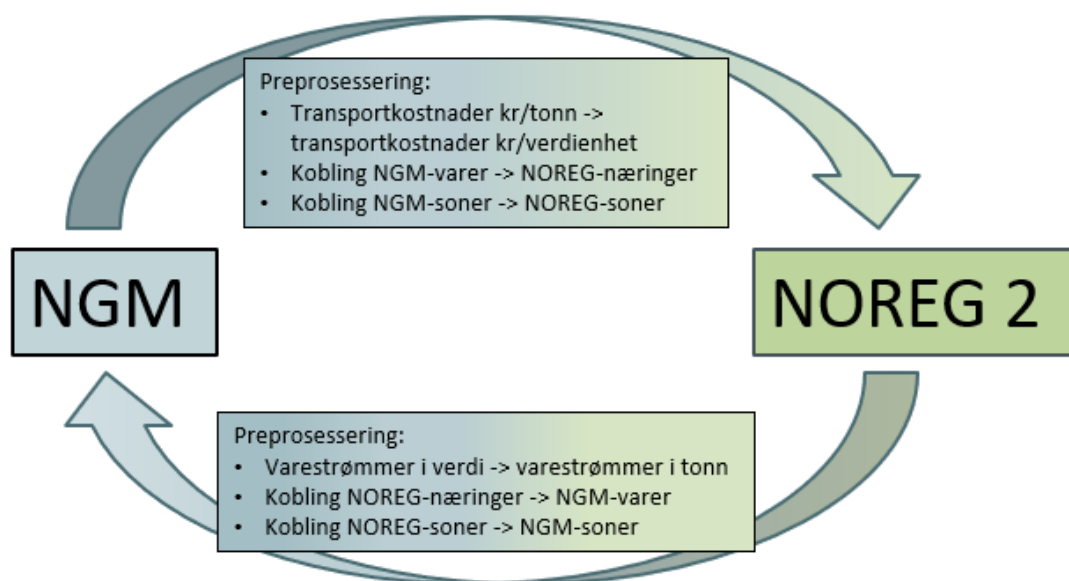 Preprosessering:
• Transportkostnader kr/tonn ->
transportkostnader kr/verdienhet
• Kobling NGM-varer -> NOREG-næringer
• Kobling NGM-soner -> NOREG-soner
NGM
NOREG 2
Preprosessering:
• Varestrømmer i verdi -> varestrømmer i tonn
• Kobling NOREG-næringer -> NGM-varer
• Kobling NOREG-soner -> NGM-soner